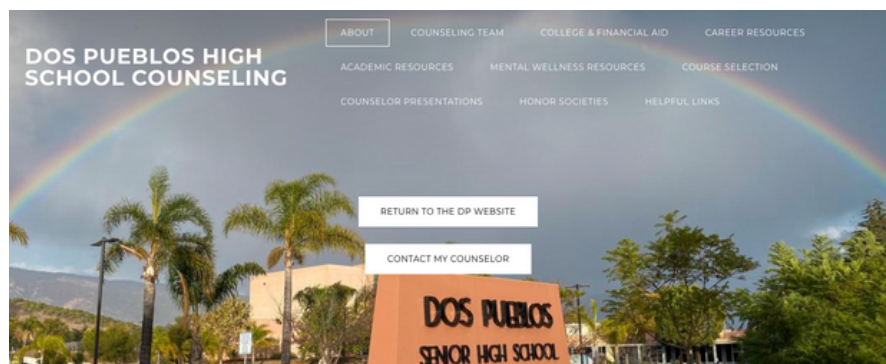 DOS PUEBLOS HIGH
SCHOOL COUNSELING
ABOUT COUNSELING TEAM COLLEGE & FINANCIAL AID CAREER RESOURCES
ACADEMIC RESOURCES MENTAL WELLNESS RESOURCES COURSE SELECTION
COUNSELOR PRESENTATIONS HONOR SOCIETIES HELPFUL LINKS
RETURN TO THE DP WEBSITE
CONTACT MY COUNSELOR
DOS PUEBLOS
SENIOR HIGH SCHOOL